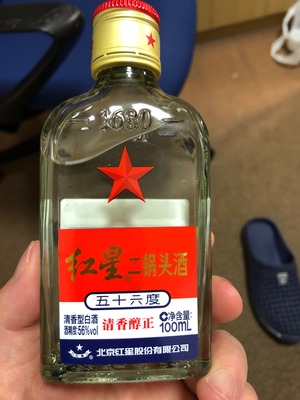 1680
红星二锅头酒
五十六度
清香型白酒
酒精度56%vol
清香醇正
净含量:
100mL
北京红星股份有限公司